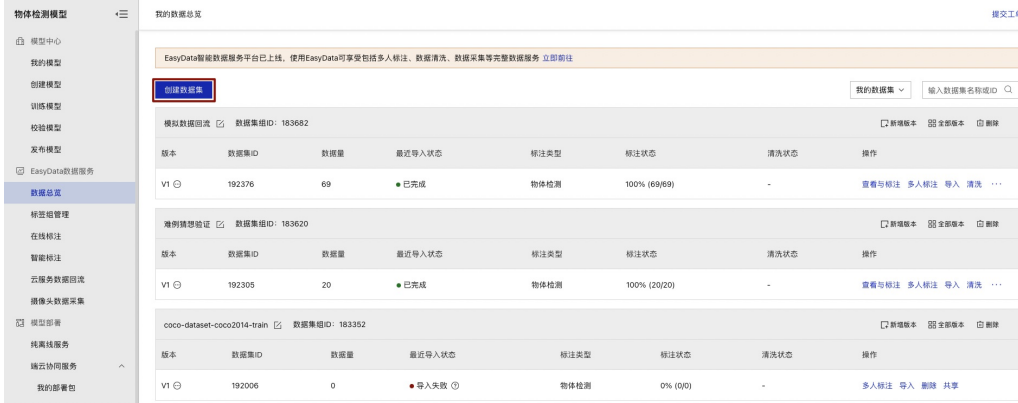 物体检测模型
我的数据总览
提交工单
模型中心
我的模型
创建模型
训练模型
校验模型
发布模型
EasyData数据服务
数据总览
标签组管理
在线标注
智能标注
云服务数据回流
摄像头数据采集
模型部署
纯离线服务
端云协同服务
我的部署包
EasyData智能数据服务平台已上线，使用EasyData可享受包括多人标注、数据清洗、数据采集等完整数据服务 立即前往
创建数据集 我的数据集 输入数据集名称或ID
模拟数据回流 数据集组ID：183682 新增版本 全部版本 删除
版本 数据集ID 数据量 最近导入状态 标注类型 标注状态 清洗状态 操作
V1 192376 69 已完成 物体检测 100% (69/69) - 查看与标注 多人标注 导入 清洗 ···
难例猜想验证 数据集组ID：183620 新增版本 全部版本 删除
版本 数据集ID 数据量 最近导入状态 标注类型 标注状态 清洗状态 操作
V1 192305 20 已完成 物体检测 100% (20/20) - 查看与标注 多人标注 导入 清洗 ···
coco-dataset-coco2014-train 数据集组ID：183352 新增版本 全部版本 删除
版本 数据集ID 数据量 最近导入状态 标注类型 标注状态 清洗状态 操作
V1 192006 0 导入失败 物体检测 0% (0/0) - 多人标注 导入 删除 共享